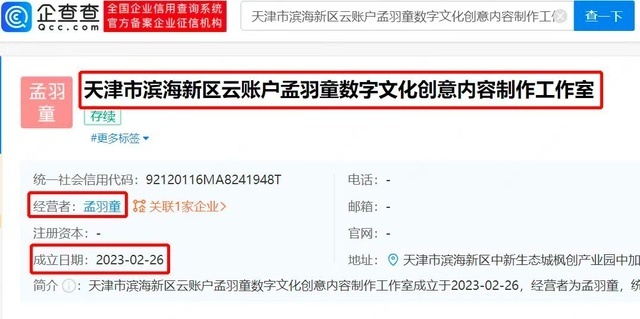 企查查
Qcc.com
全国企业信用查询系统
官方备案企业征信机构
天津市滨海新区云账户孟羽童数字文化创意内容制作工作
查一下
孟羽
童
天津市滨海新区云账户孟羽童数字文化创意内容制作工作室
存续
#更多标签
统一社会信用代码：92120116MA8241948T
电话：-
经营者：孟羽童 关联1家企业>
邮箱：-
注册资本：-
官网：-
成立日期：2023-02-26
地址：天津市滨海新区中新生态城枫创产业园中加
简介：天津市滨海新区云账户孟羽童数字文化创意内容制作工作室成立于2023-02-26，经营者为孟羽童，统